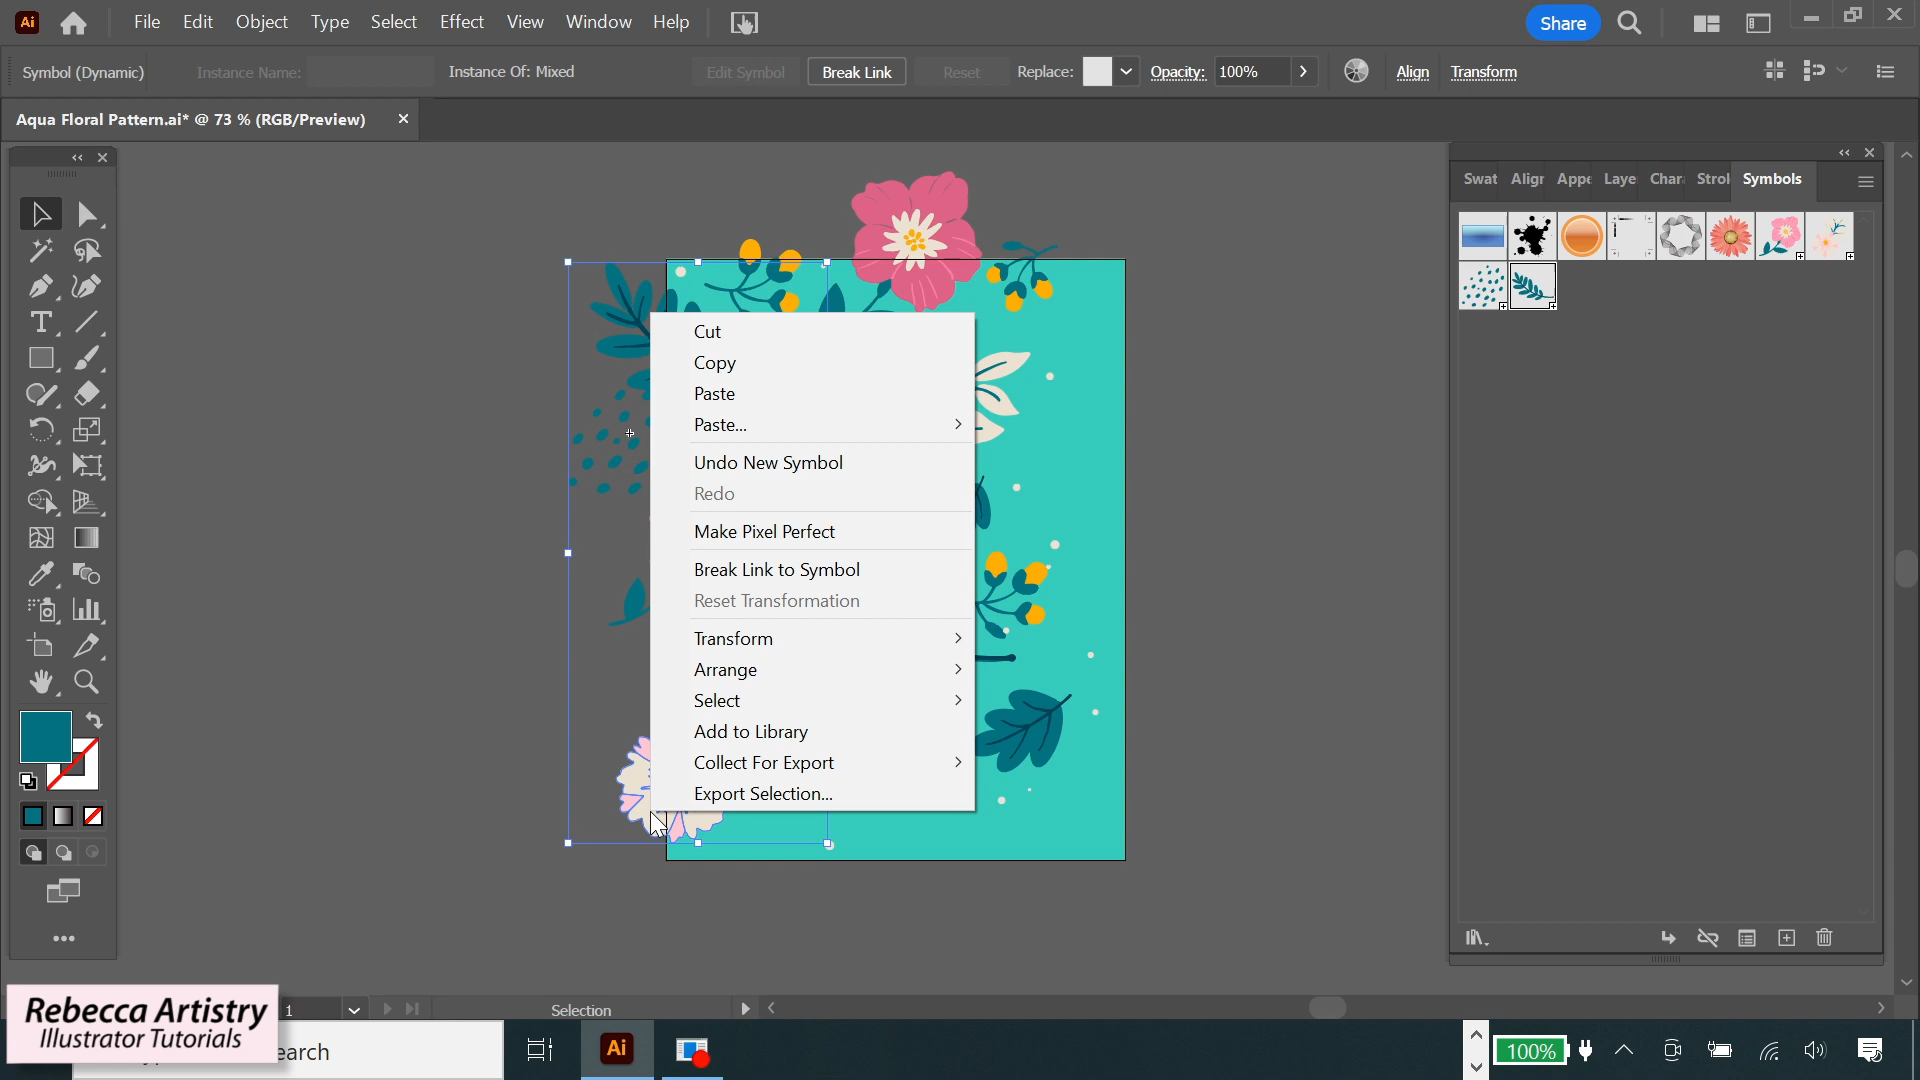 Ai File Edit Object Type Select Effect View Window Help Share
Symbol (Dynamic) Instance Name: Instance Of: Mixed Edit Symbol Break Link Reset Replace: Opacity: 100% Align Transform
Aqua Floral Pattern.ai* @ 73 % (RGB/Preview)
Swat Align Appe Laye Char Strol Symbols
Cut
Copy
Paste
Paste...
Undo New Symbol
Redo
Make Pixel Perfect
Break Link to Symbol
Reset Transformation
Transform
Arrange
Select
Add to Library
Collect For Export
Export Selection...
1 Selection
Rebecca Artistry
Illustrator Tutorials
earch
Ai
100%